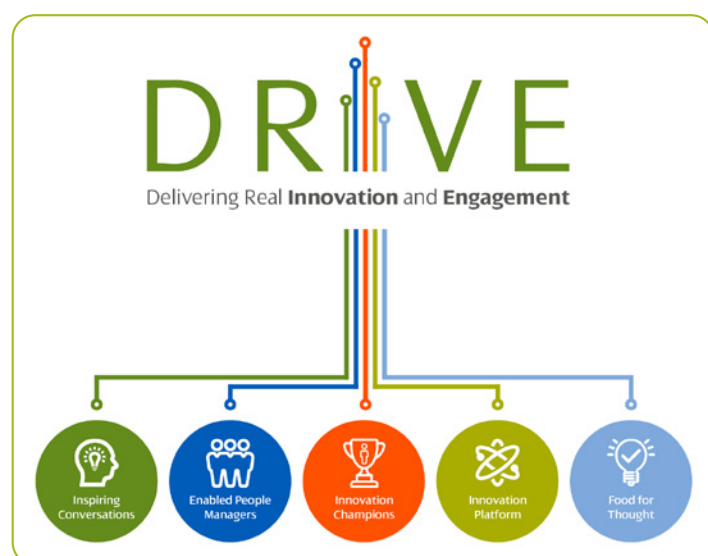 DRIVE
Delivering Real Innovation and Engagement
Inspiring
Conversations
Enabled People
Managers
Innovation
Champions
Innovation
Platform
Food for
Thought